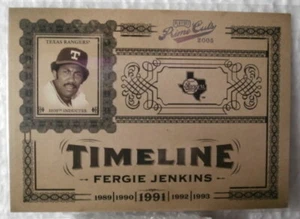 PRIME CUTS
2005
TEXAS RANGERS
T
TIMELINE
FERGIE JENKINS
1989 | 1990 | 1991 | 1992 | 1993